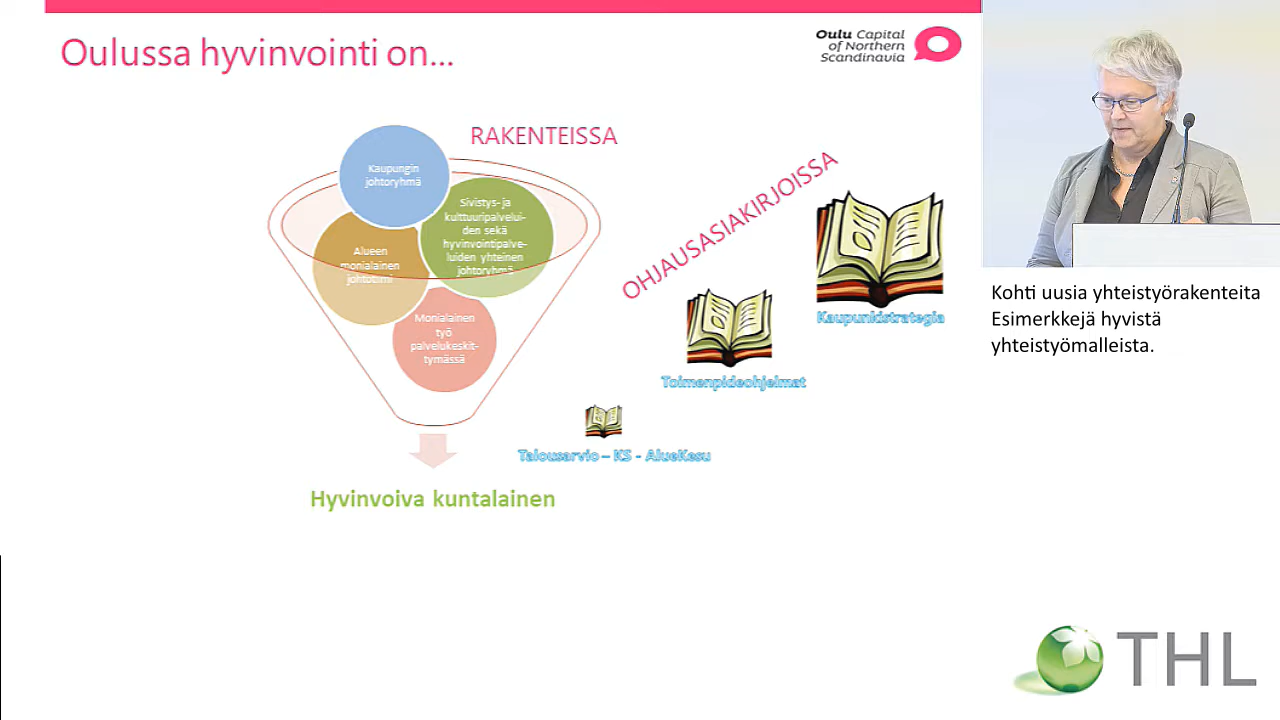 Oulussa hyvinvointi on...
Oulu Capital
of Northern
Scandinavia
RAKENTEISSA
Kaupungin
johtoryhmä
Sivistys- ja
kulttuuripalvelui-
den sekä
hyvinvointipalve-
luiden yhteinen
johtoryhmä
Alueen
monialainen
johtotiimi
Monialainen
työ
palvelukeskit-
tymässä
Hyvinvoiva kuntalainen
OHJAUSASIAKIRJOISSA
Kaupunkistrategia
Toimenpideohjelmat
Talousarvio – KS - AlueKesu
Kohti uusia yhteistyörakenteita
Esimerkkejä hyvistä
yhteistyömalleista.
THL